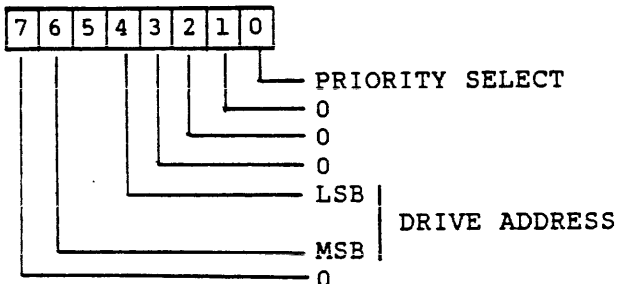 7 6 5 4 3 2 1 0
PRIORITY SELECT
0
0
0
LSB
DRIVE ADDRESS
MSB
0